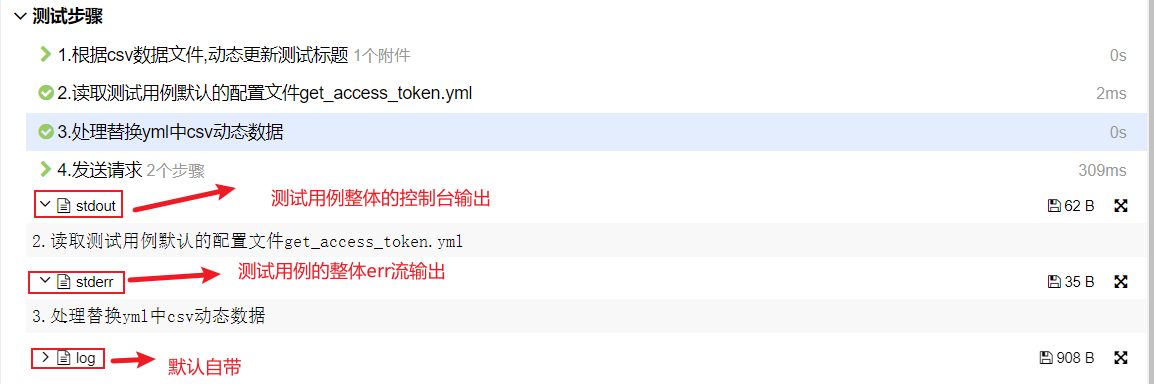 测试步骤
1.根据csv数据文件,动态更新测试标题 1个附件 0s
2.读取测试用例默认的配置文件get_access_token.yml 2ms
3.处理替换yml中csv动态数据 0s
4.发送请求 2个步骤 309ms
stdout 测试用例整体的控制台输出 62 B
2.读取测试用例默认的配置文件get_access_token.yml
stderr 测试用例的整体err流输出 35 B
3.处理替换yml中csv动态数据
log 默认自带 908 B